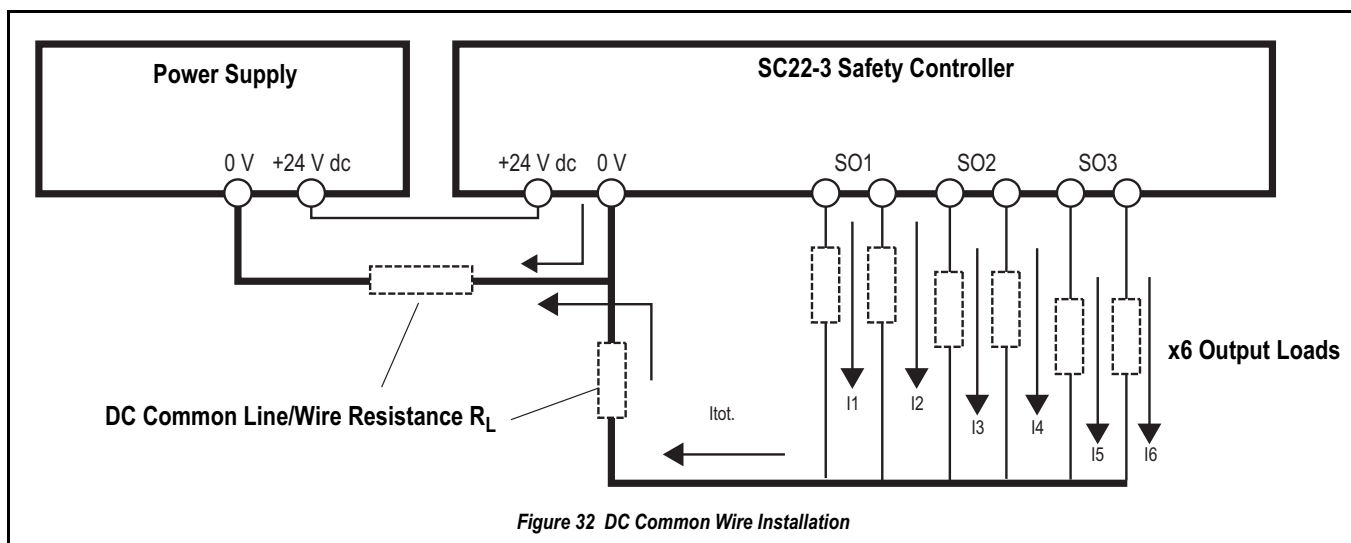 Power Supply
SC22-3 Safety Controller
0 V +24 V dc
+24 V dc 0 V
SO1 SO2 SO3
x6 Output Loads
I1 I2 I3 I4 I5 I6
DC Common Line/Wire Resistance RL
Itot.
Figure 32 DC Common Wire Installation